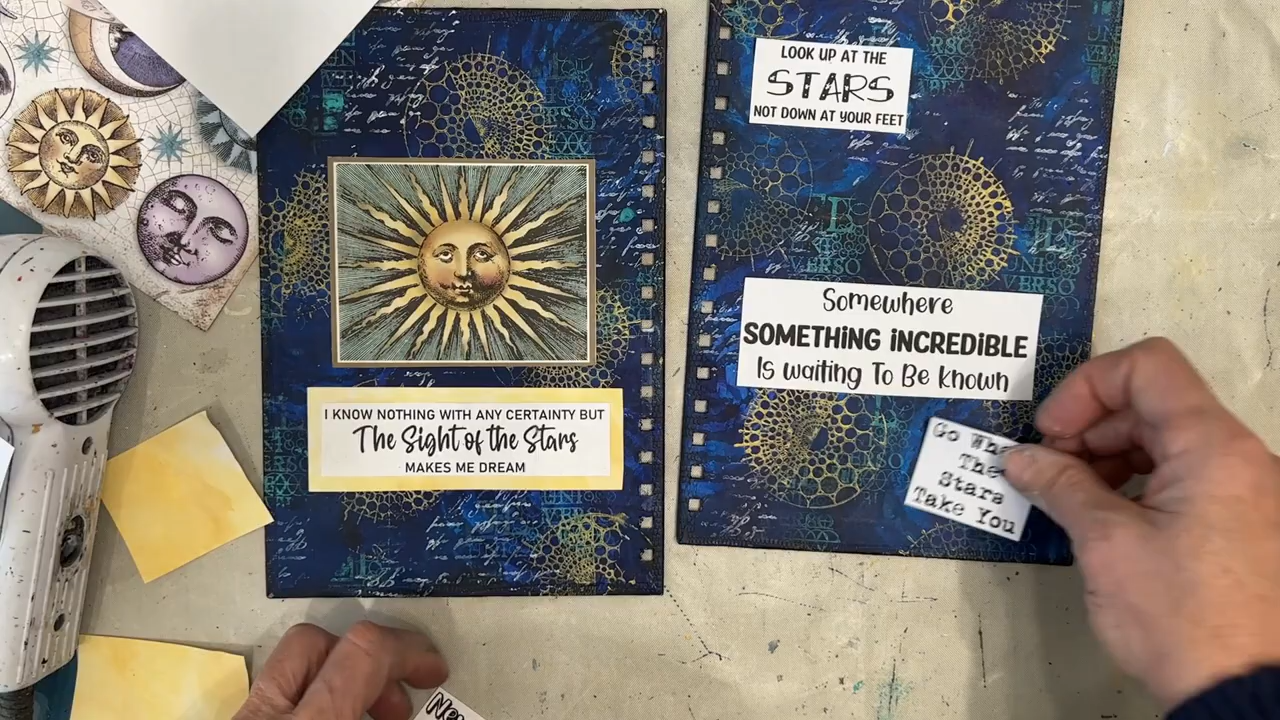 LOOK UP AT THE
STARS
NOT DOWN AT YOUR FEET
Somewhere
SOMETHING INCREDIBLE
Is waiting To Be known
I KNOW NOTHING WITH ANY CERTAINTY BUT
The Sight of the Stars
MAKES ME DREAM
Go
Stars
Take You